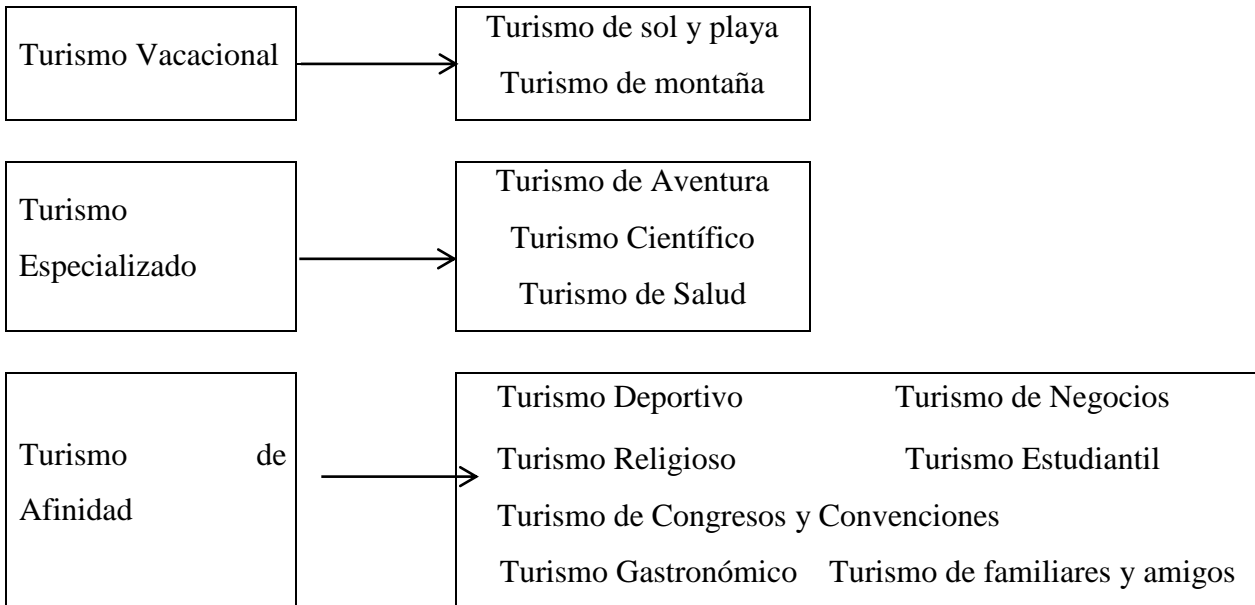 Turismo Vacacional
Turismo de sol y playa
Turismo de montaña
Turismo
Especializado
Turismo de Aventura
Turismo Científico
Turismo de Salud
Turismo de
Afinidad
Turismo Deportivo Turismo de Negocios
Turismo Religioso Turismo Estudiantil
Turismo de Congresos y Convenciones
Turismo Gastronómico Turismo de familiares y amigos